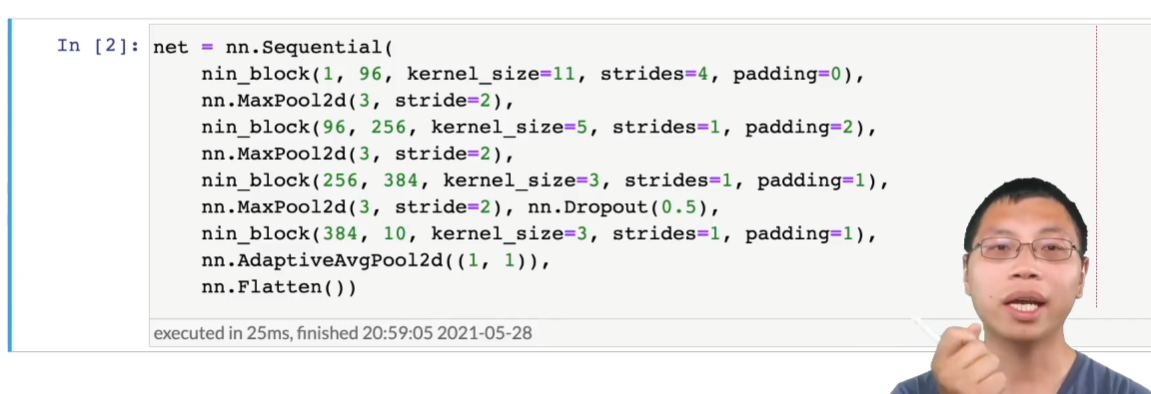 In [2]: net = nn.Sequential(
    nin_block(1, 96, kernel_size=11, strides=4, padding=0),
    nn.MaxPool2d(3, stride=2),
    nin_block(96, 256, kernel_size=5, strides=1, padding=2),
    nn.MaxPool2d(3, stride=2),
    nin_block(256, 384, kernel_size=3, strides=1, padding=1),
    nn.MaxPool2d(3, stride=2), nn.Dropout(0.5),
    nin_block(384, 10, kernel_size=3, strides=1, padding=1),
    nn.AdaptiveAvgPool2d((1, 1)),
    nn.Flatten())
executed in 25ms, finished 20:59:05 2021-05-28